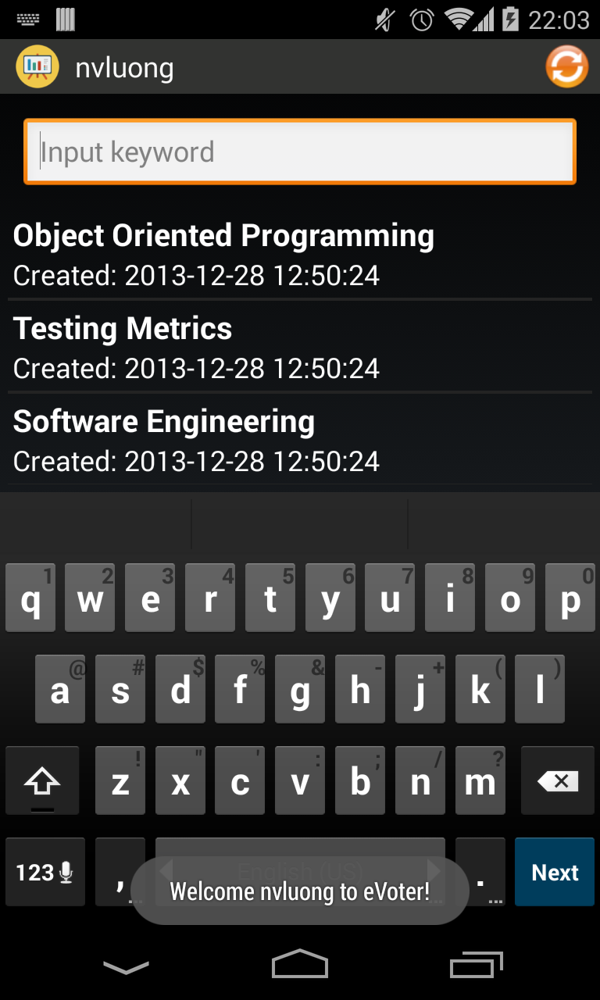 22:03
nvluong
Input keyword
Object Oriented Programming
Created: 2013-12-28 12:50:24
Testing Metrics
Created: 2013-12-28 12:50:24
Software Engineering
Created: 2013-12-28 12:50:24
1 2 3 4 5 6 7 8 9 0
q w e r t y u i o p
@ # $ % & - + ( )
a s d f g h j k l
! " ' : ; / ?
z x c v b n m
123 , English (US) . Next
Welcome nvluong to eVoter!